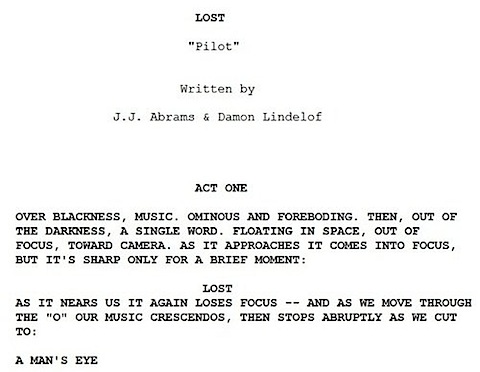 LOST
"Pilot"
Written by
J.J. Abrams & Damon Lindelof
ACT ONE
OVER BLACKNESS, MUSIC. OMINOUS AND FOREBODING. THEN, OUT OF
THE DARKNESS, A SINGLE WORD. FLOATING IN SPACE, OUT OF
FOCUS, TOWARD CAMERA. AS IT APPROACHES IT COMES INTO FOCUS,
BUT IT'S SHARP ONLY FOR A BRIEF MOMENT:
LOST
AS IT NEARS US IT AGAIN LOSES FOCUS -- AND AS WE MOVE THROUGH
THE "O" OUR MUSIC CRESCENDOS, THEN STOPS ABRUPTLY AS WE CUT
TO:
A MAN'S EYE